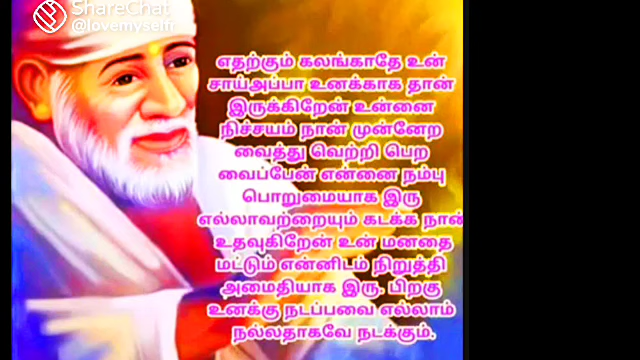 ShareChat
@lovemyselfr
எதற்கும் கலங்காதே உன்
சாய்அப்பா உனக்காக தான்
இருக்கிறேன் உன்னை
நிச்சயம் நான் முன்னேற
வைத்து வெற்றி பெற
வைப்பேன் என்னை நம்பு
பொறுமையாக இரு
எல்லாவற்றையும் கடக்க நான்
உதவுகிறேன் உன் மனதை
மட்டும் என்னிடம் நிறுத்தி
அமைதியாக இரு. பிறகு
உனக்கு நடப்பவை எல்லாம்
நல்லதாகவே நடக்கும்.